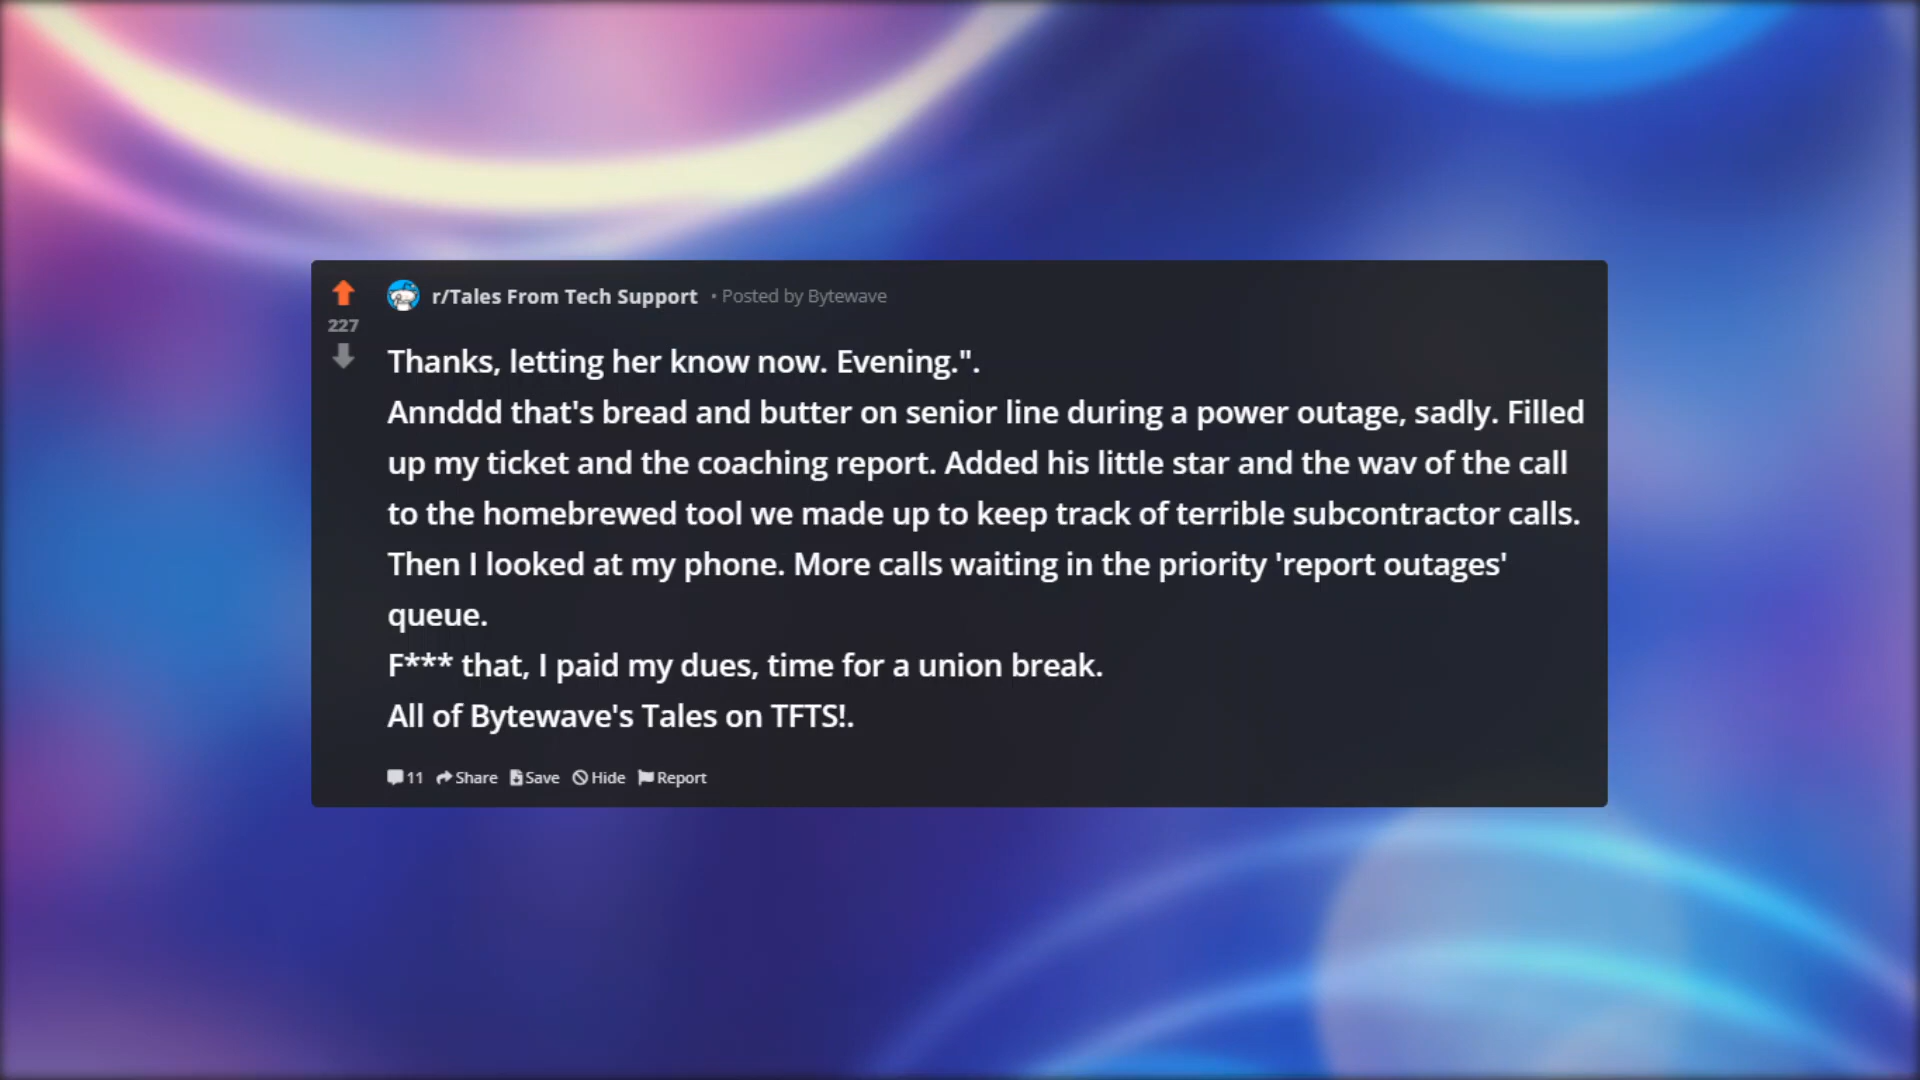 r/Tales From Tech Support • Posted by Bytewave
227
Thanks, letting her know now. Evening.".
Annddd that's bread and butter on senior line during a power outage, sadly. Filled
up my ticket and the coaching report. Added his little star and the wav of the call
to the homebrewed tool we made up to keep track of terrible subcontractor calls.
Then I looked at my phone. More calls waiting in the priority 'report outages'
queue.
F*** that, I paid my dues, time for a union break.
All of Bytewave's Tales on TFTS!.
11 Share Save Hide Report